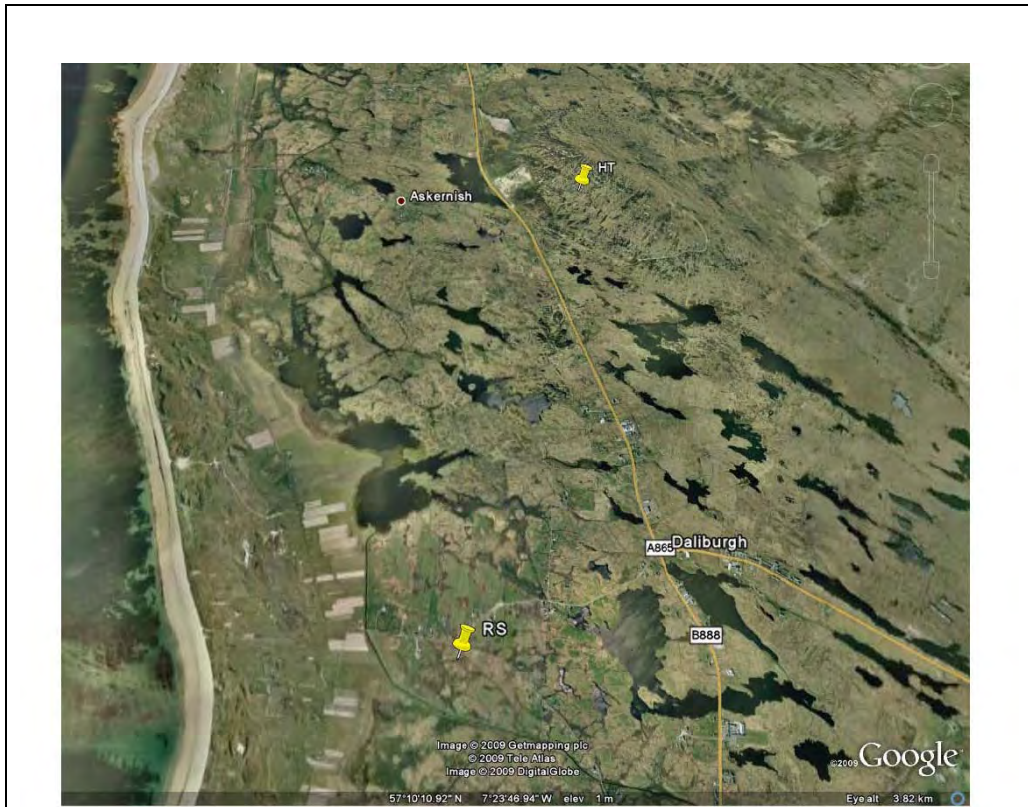 HT
Askernish
A865 Daliburgh
RS
B888
Image © 2009 Getmapping plc
© 2009 Tele Atlas
Image © 2009 DigitalGlobe
©2009 Google
57°10'10.92" N 7°23'46.94" W elev 1 m Eye alt 3.82 km